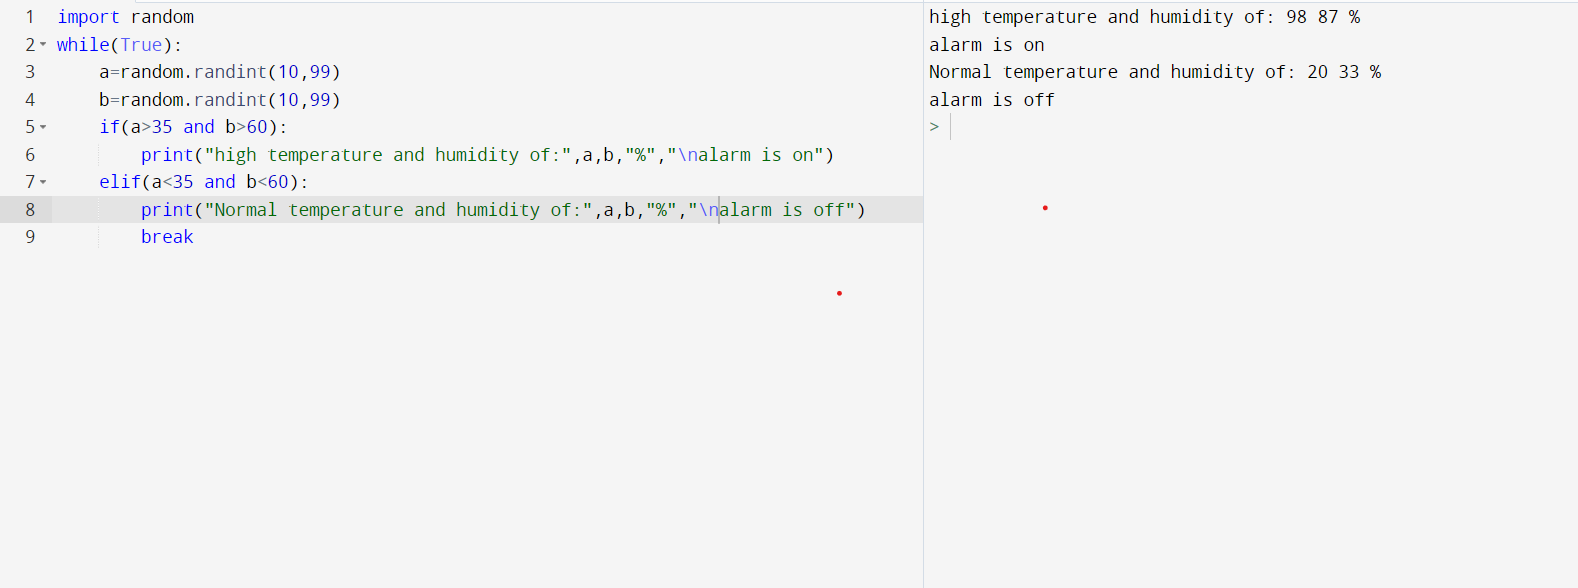 1 import random
2 while(True):
3     a=random.randint(10,99)
4     b=random.randint(10,99)
5     if(a>35 and b>60):
6         print("high temperature and humidity of:",a,b,"%","\nalarm is on")
7     elif(a<35 and b<60):
8         print("Normal temperature and humidity of:",a,b,"%","\nalarm is off")
9         break
high temperature and humidity of: 98 87 %
alarm is on
Normal temperature and humidity of: 20 33 %
alarm is off
>